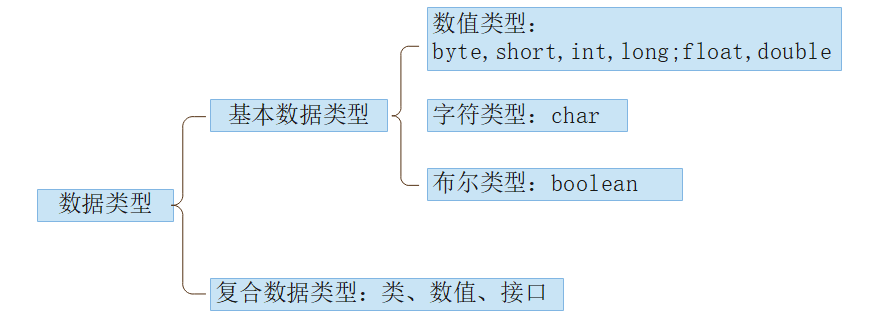 数值类型：
byte,short,int,long;float,double
基本数据类型
字符类型：char
布尔类型：boolean
数据类型
复合数据类型：类、数值、接口